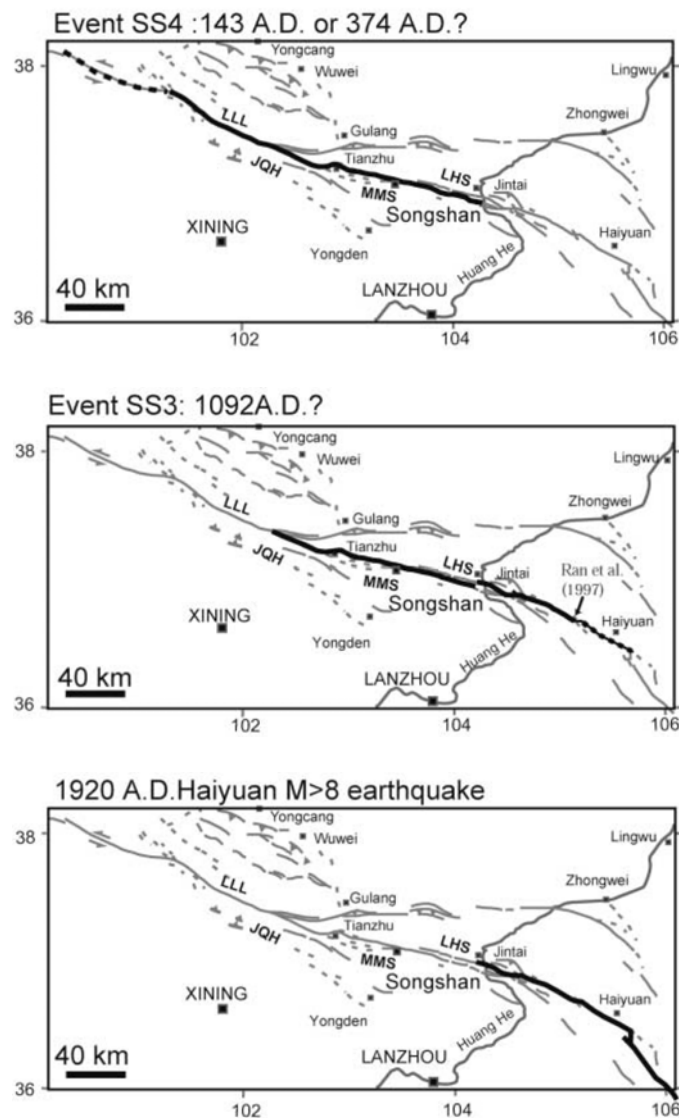 Event SS4 :143 A.D. or 374 A.D.?
38
Yongcang
Wuwei
Lingwu
Zhongwei
LLL
Gulang
Tianzhu
JQH
MMS
LHS
Jintai
Songshan
XINING
Yongden
Haiyuan
Huang He
40 km
LANZHOU
36
102
104
106
Event SS3: 1092A.D.?
38
Yongcang
Wuwei
Lingwu
Zhongwei
LLL
Gulang
Tianzhu
JQH
MMS
LHS
Jintai
Ran et al.
(1997)
Songshan
XINING
Yongden
Haiyuan
Huang He
40 km
LANZHOU
36
102
104
106
1920 A.D.Haiyuan M>8 earthquake
38
Yongcang
Wuwei
Lingwu
Zhongwei
LLL
Gulang
Tianzhu
JQH
MMS
LHS
Jintai
Songshan
XINING
Yongden
Haiyuan
Huang He
40 km
LANZHOU
36
102
104
106